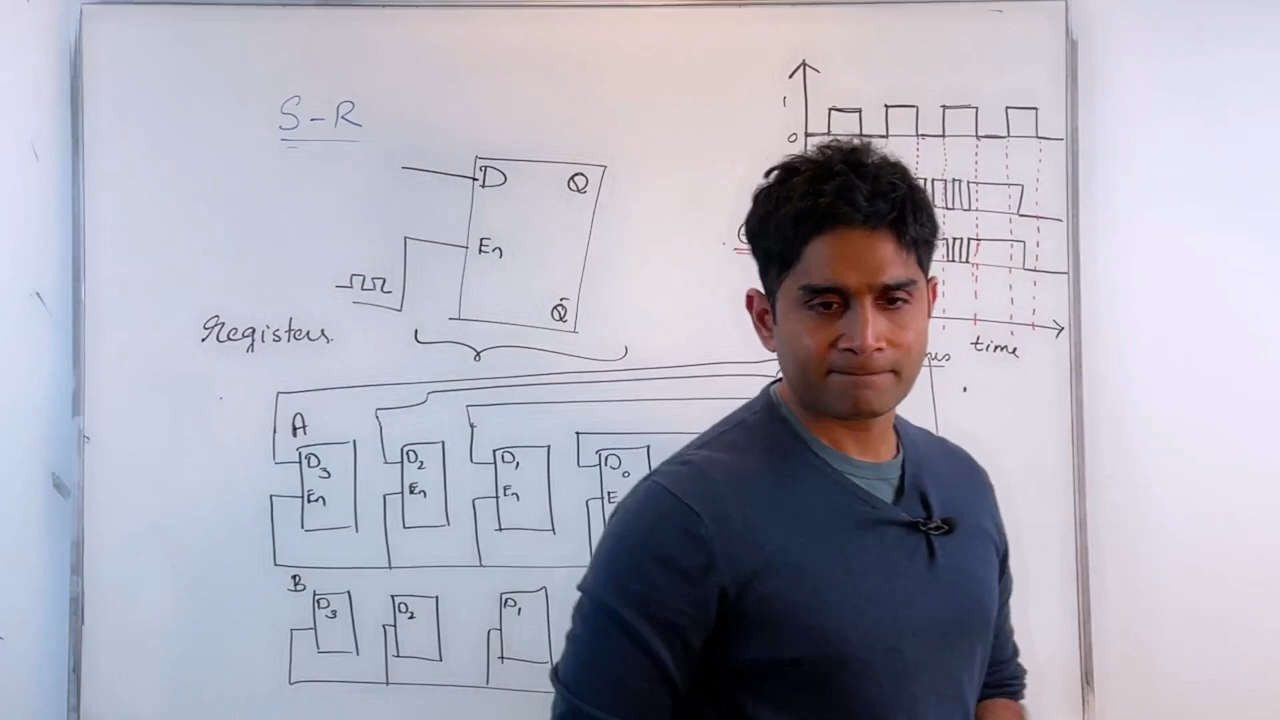 S-R
1
0
D Q
En
Q̄
Registers.
time
A
D3 D2 D1 D0
En En En E
B
D3 D2 D1